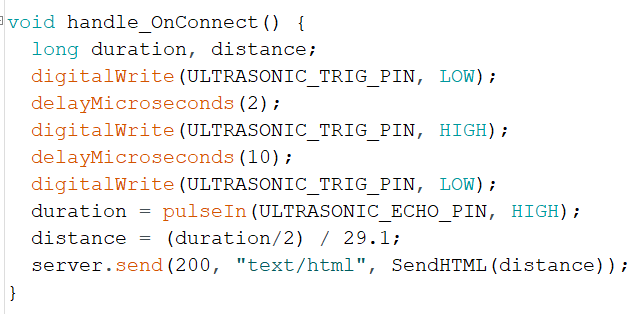 void handle_OnConnect() {
  long duration, distance;
  digitalWrite(ULTRASONIC_TRIG_PIN, LOW);
  delayMicroseconds(2);
  digitalWrite(ULTRASONIC_TRIG_PIN, HIGH);
  delayMicroseconds(10);
  digitalWrite(ULTRASONIC_TRIG_PIN, LOW);
  duration = pulseIn(ULTRASONIC_ECHO_PIN, HIGH);
  distance = (duration/2) / 29.1;
  server.send(200, "text/html", SendHTML(distance));
}